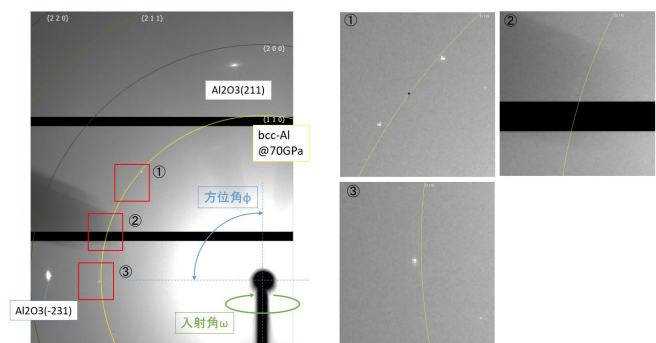 {2 2 0}
{2 1 1}
{2 0 0}
Al2O3(211)
{1 1 0}
bcc-Al
@70GPa
①
方位角φ
②
③
Al2O3(-231)
入射角ω
①
②
③